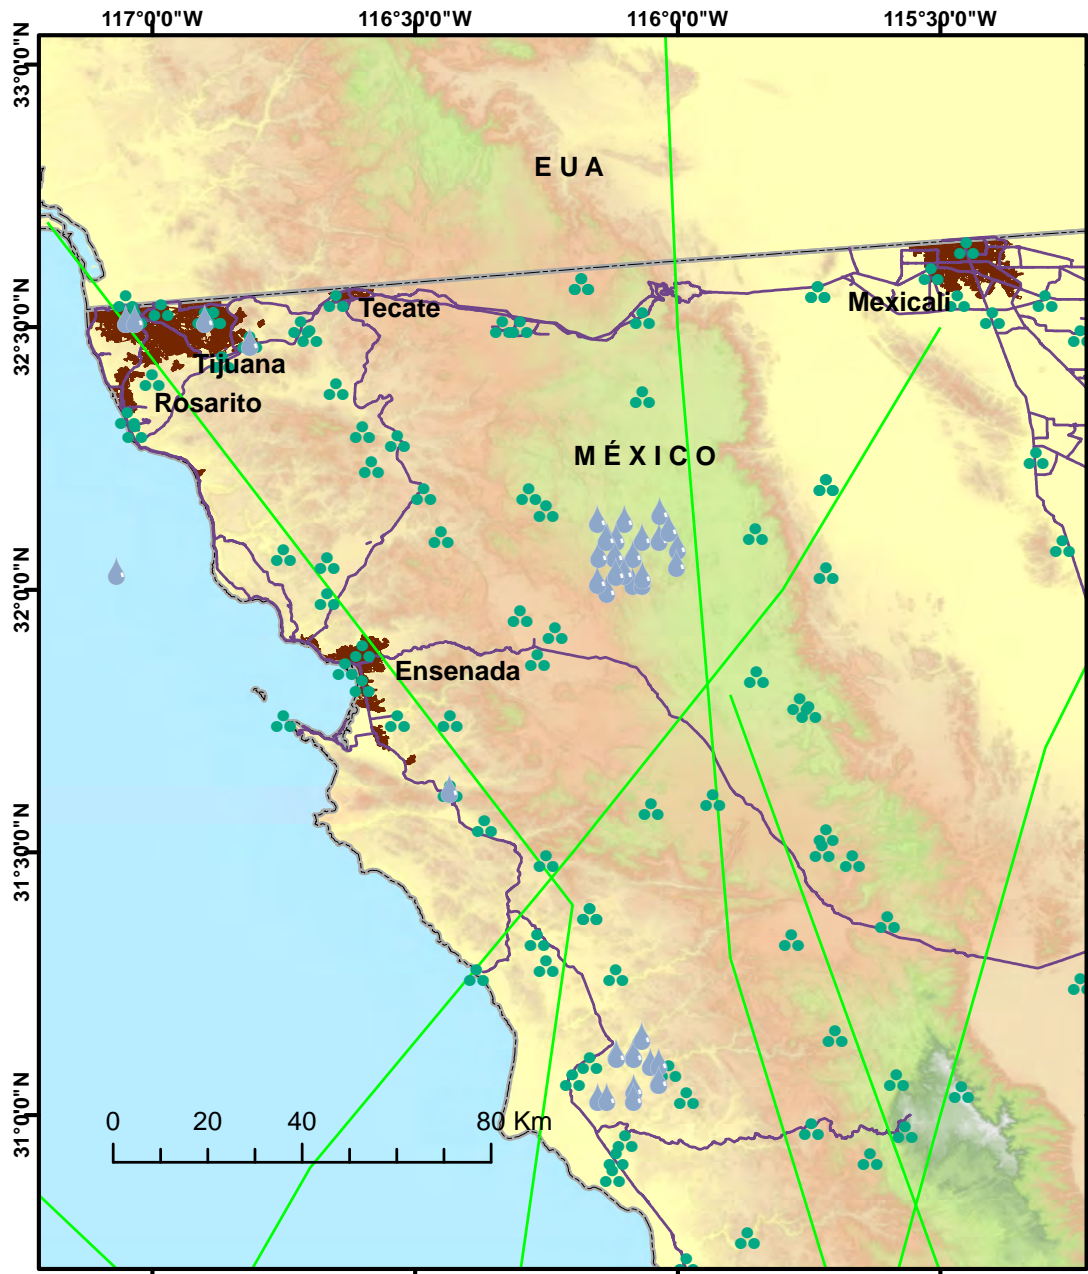 117°0'0"W 116°30'0"W 116°0'0"W 115°30'0"W
33°0'0"N
E U A
Mexicali
Tecate
32°30'0"N
Tijuana
Rosarito
M É X I C O
32°0'0"N
Ensenada
31°30'0"N
31°0'0"N
0 20 40 80 Km